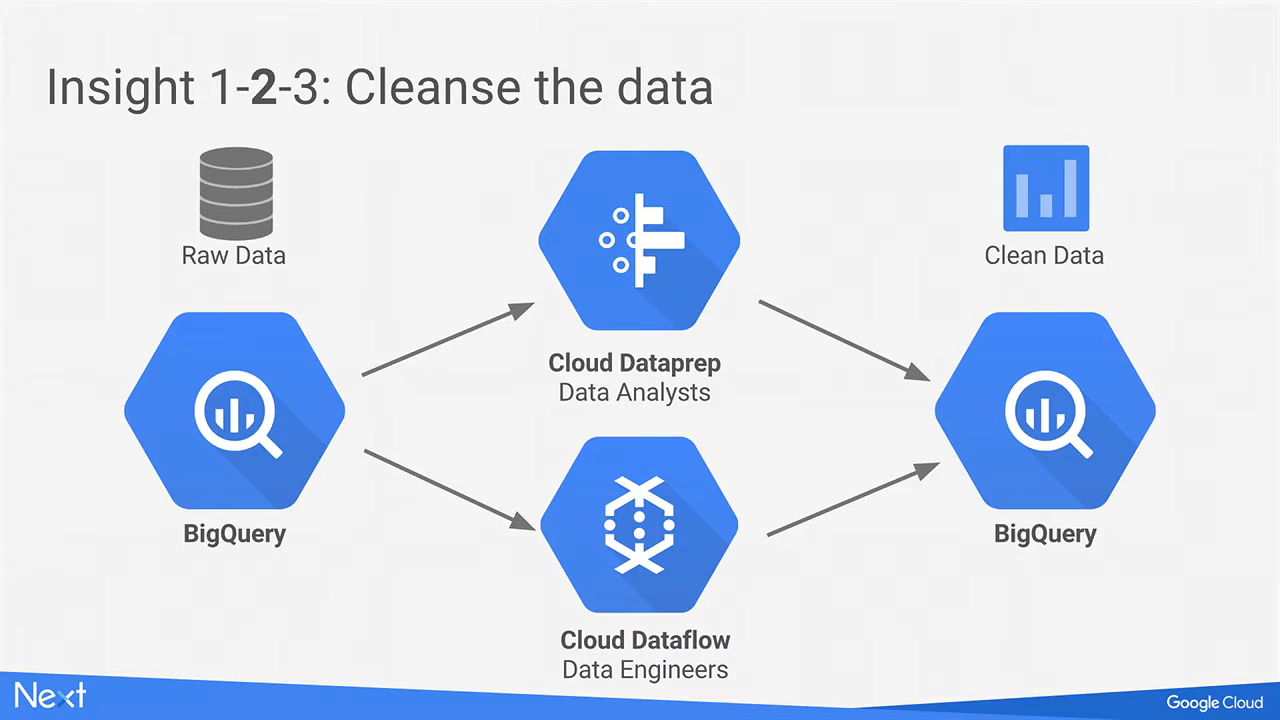 Insight 1-2-3: Cleanse the data
Raw Data
BigQuery
Cloud Dataprep
Data Analysts
Cloud Dataflow
Data Engineers
Clean Data
BigQuery
Next
Google Cloud